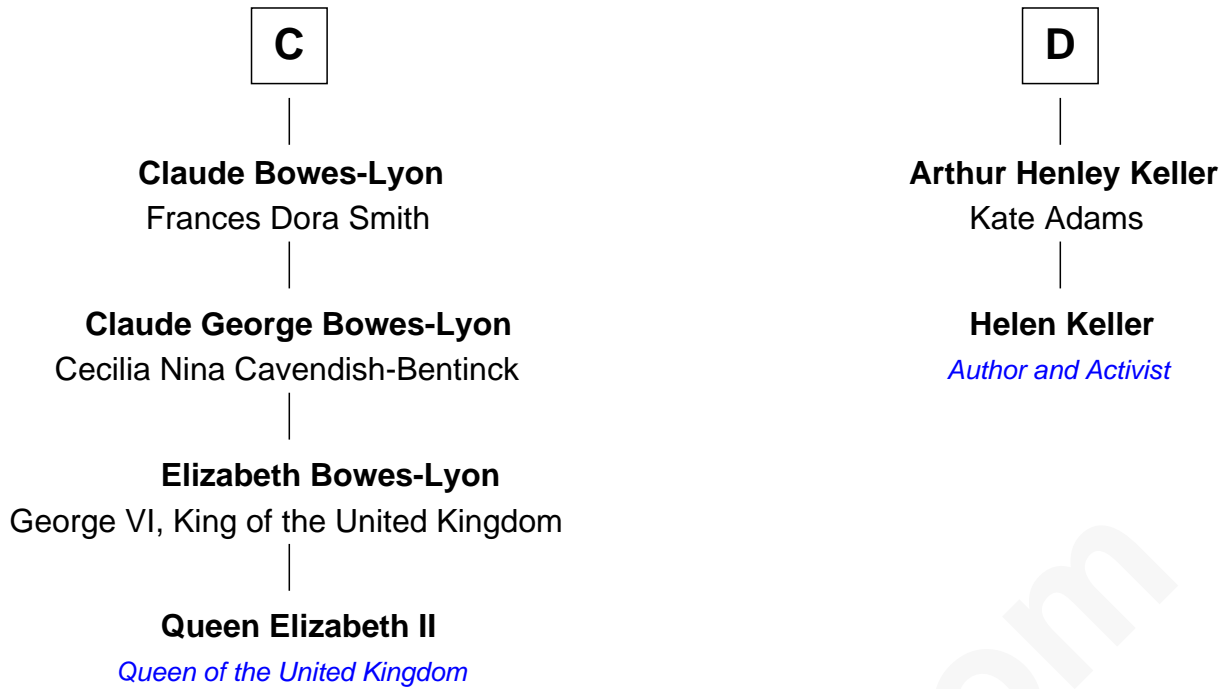 C
Claude Bowes-Lyon
Frances Dora Smith
Claude George Bowes-Lyon
Cecilia Nina Cavendish-Bentinck
Elizabeth Bowes-Lyon
George VI, King of the United Kingdom
Queen Elizabeth II
Queen of the United Kingdom
D
Arthur Henley Keller
Kate Adams
Helen Keller
Author and Activist
om